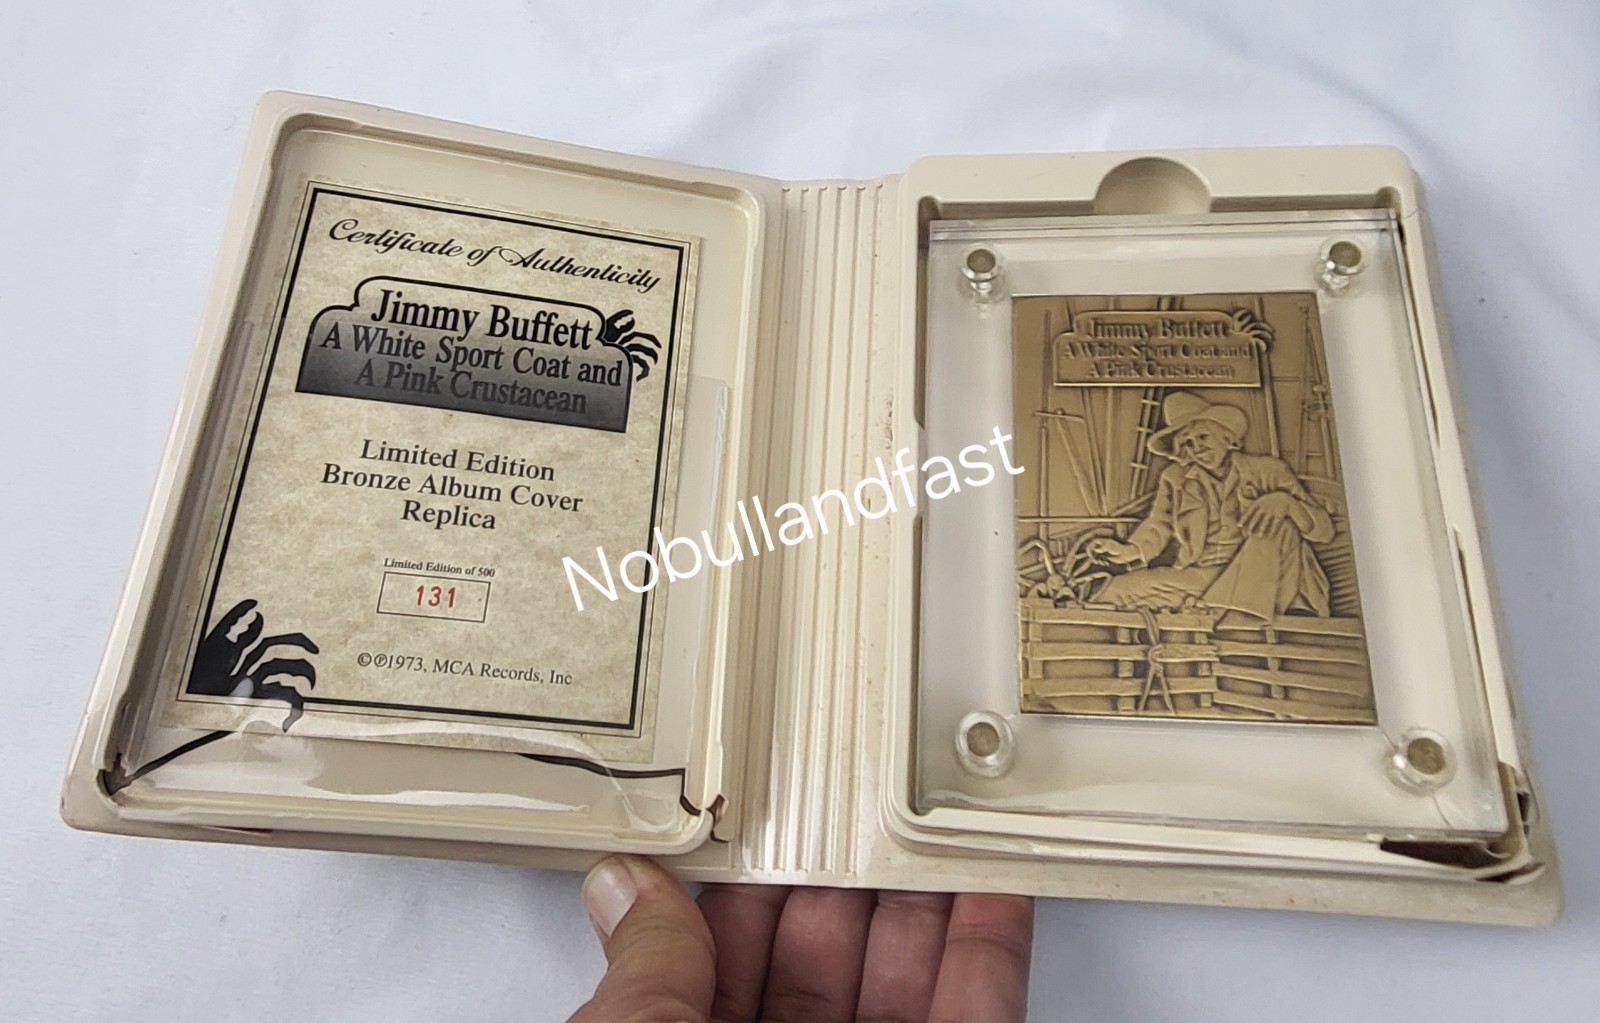 Certificate of Authenticity
Jimmy Buffett
A White Sport Coat and
A Pink Crustacean
Limited Edition
Bronze Album Cover
Replica
Limited Edition of 500
131
©℗1973, MCA Records, Inc
Nobullandfast
Jimmy Buffett
A White Sport Coat and
A Pink Crustacean